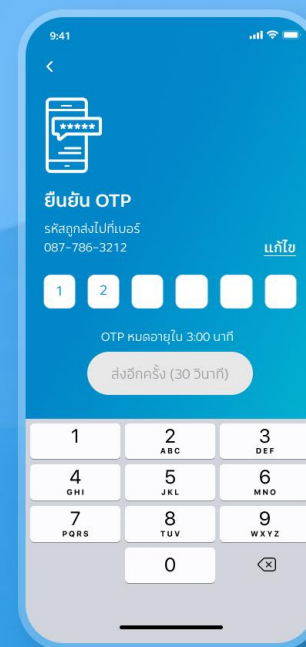 9:41
*****
ยืนยัน OTP
รหัสถูกส่งไปที่เบอร์
087-786-3212 แก้ไข
1 2
OTP หมดอายุใน 3:00 นาที
ส่งอีกครั้ง (30 วินาที)
1 2 3
ABC DEF
4 5 6
GHI JKL MNO
7 8 9
PQRS TUV WXYZ
0